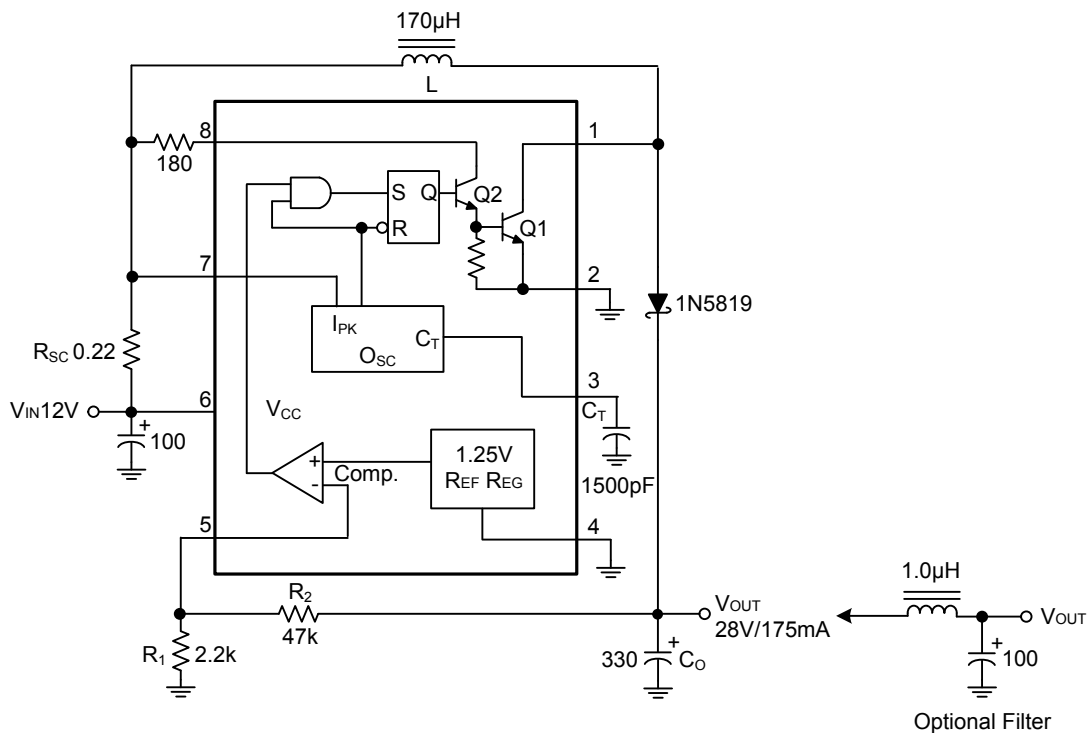 170µH
L
8
1
180
S
Q
Q2
R
Q1
7
2
IPK
CT
OSC
1N5819
RSC 0.22
3
VIN12V
6
VCC
CT
+
100
1.25V
REF REG
+
Comp.
-
1500pF
5
4
R2
47k
1.0µH
VOUT
28V/175mA
VOUT
R1 2.2k
330
+
CO
+
100
Optional Filter